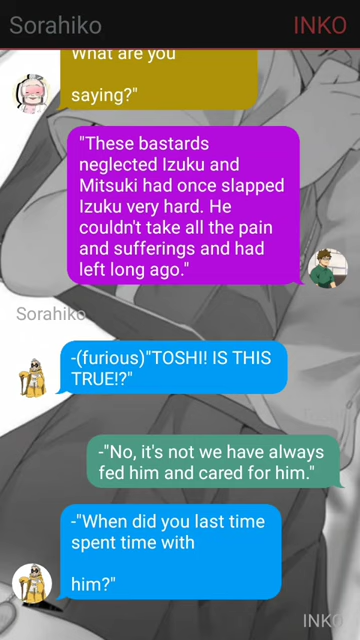 Sorahiko INKO
What are you
saying?"
"These bastards
neglected Izuku and
Mitsuki had once slapped
Izuku very hard. He
couldn't take all the pain
and sufferings and had
left long ago."
Sorahiko
-(furious)"TOSHI! IS THIS
TRUE!?"
-"No, it's not we have always
fed him and cared for him."
-"When did you last time
spent time with
him?"
INKO